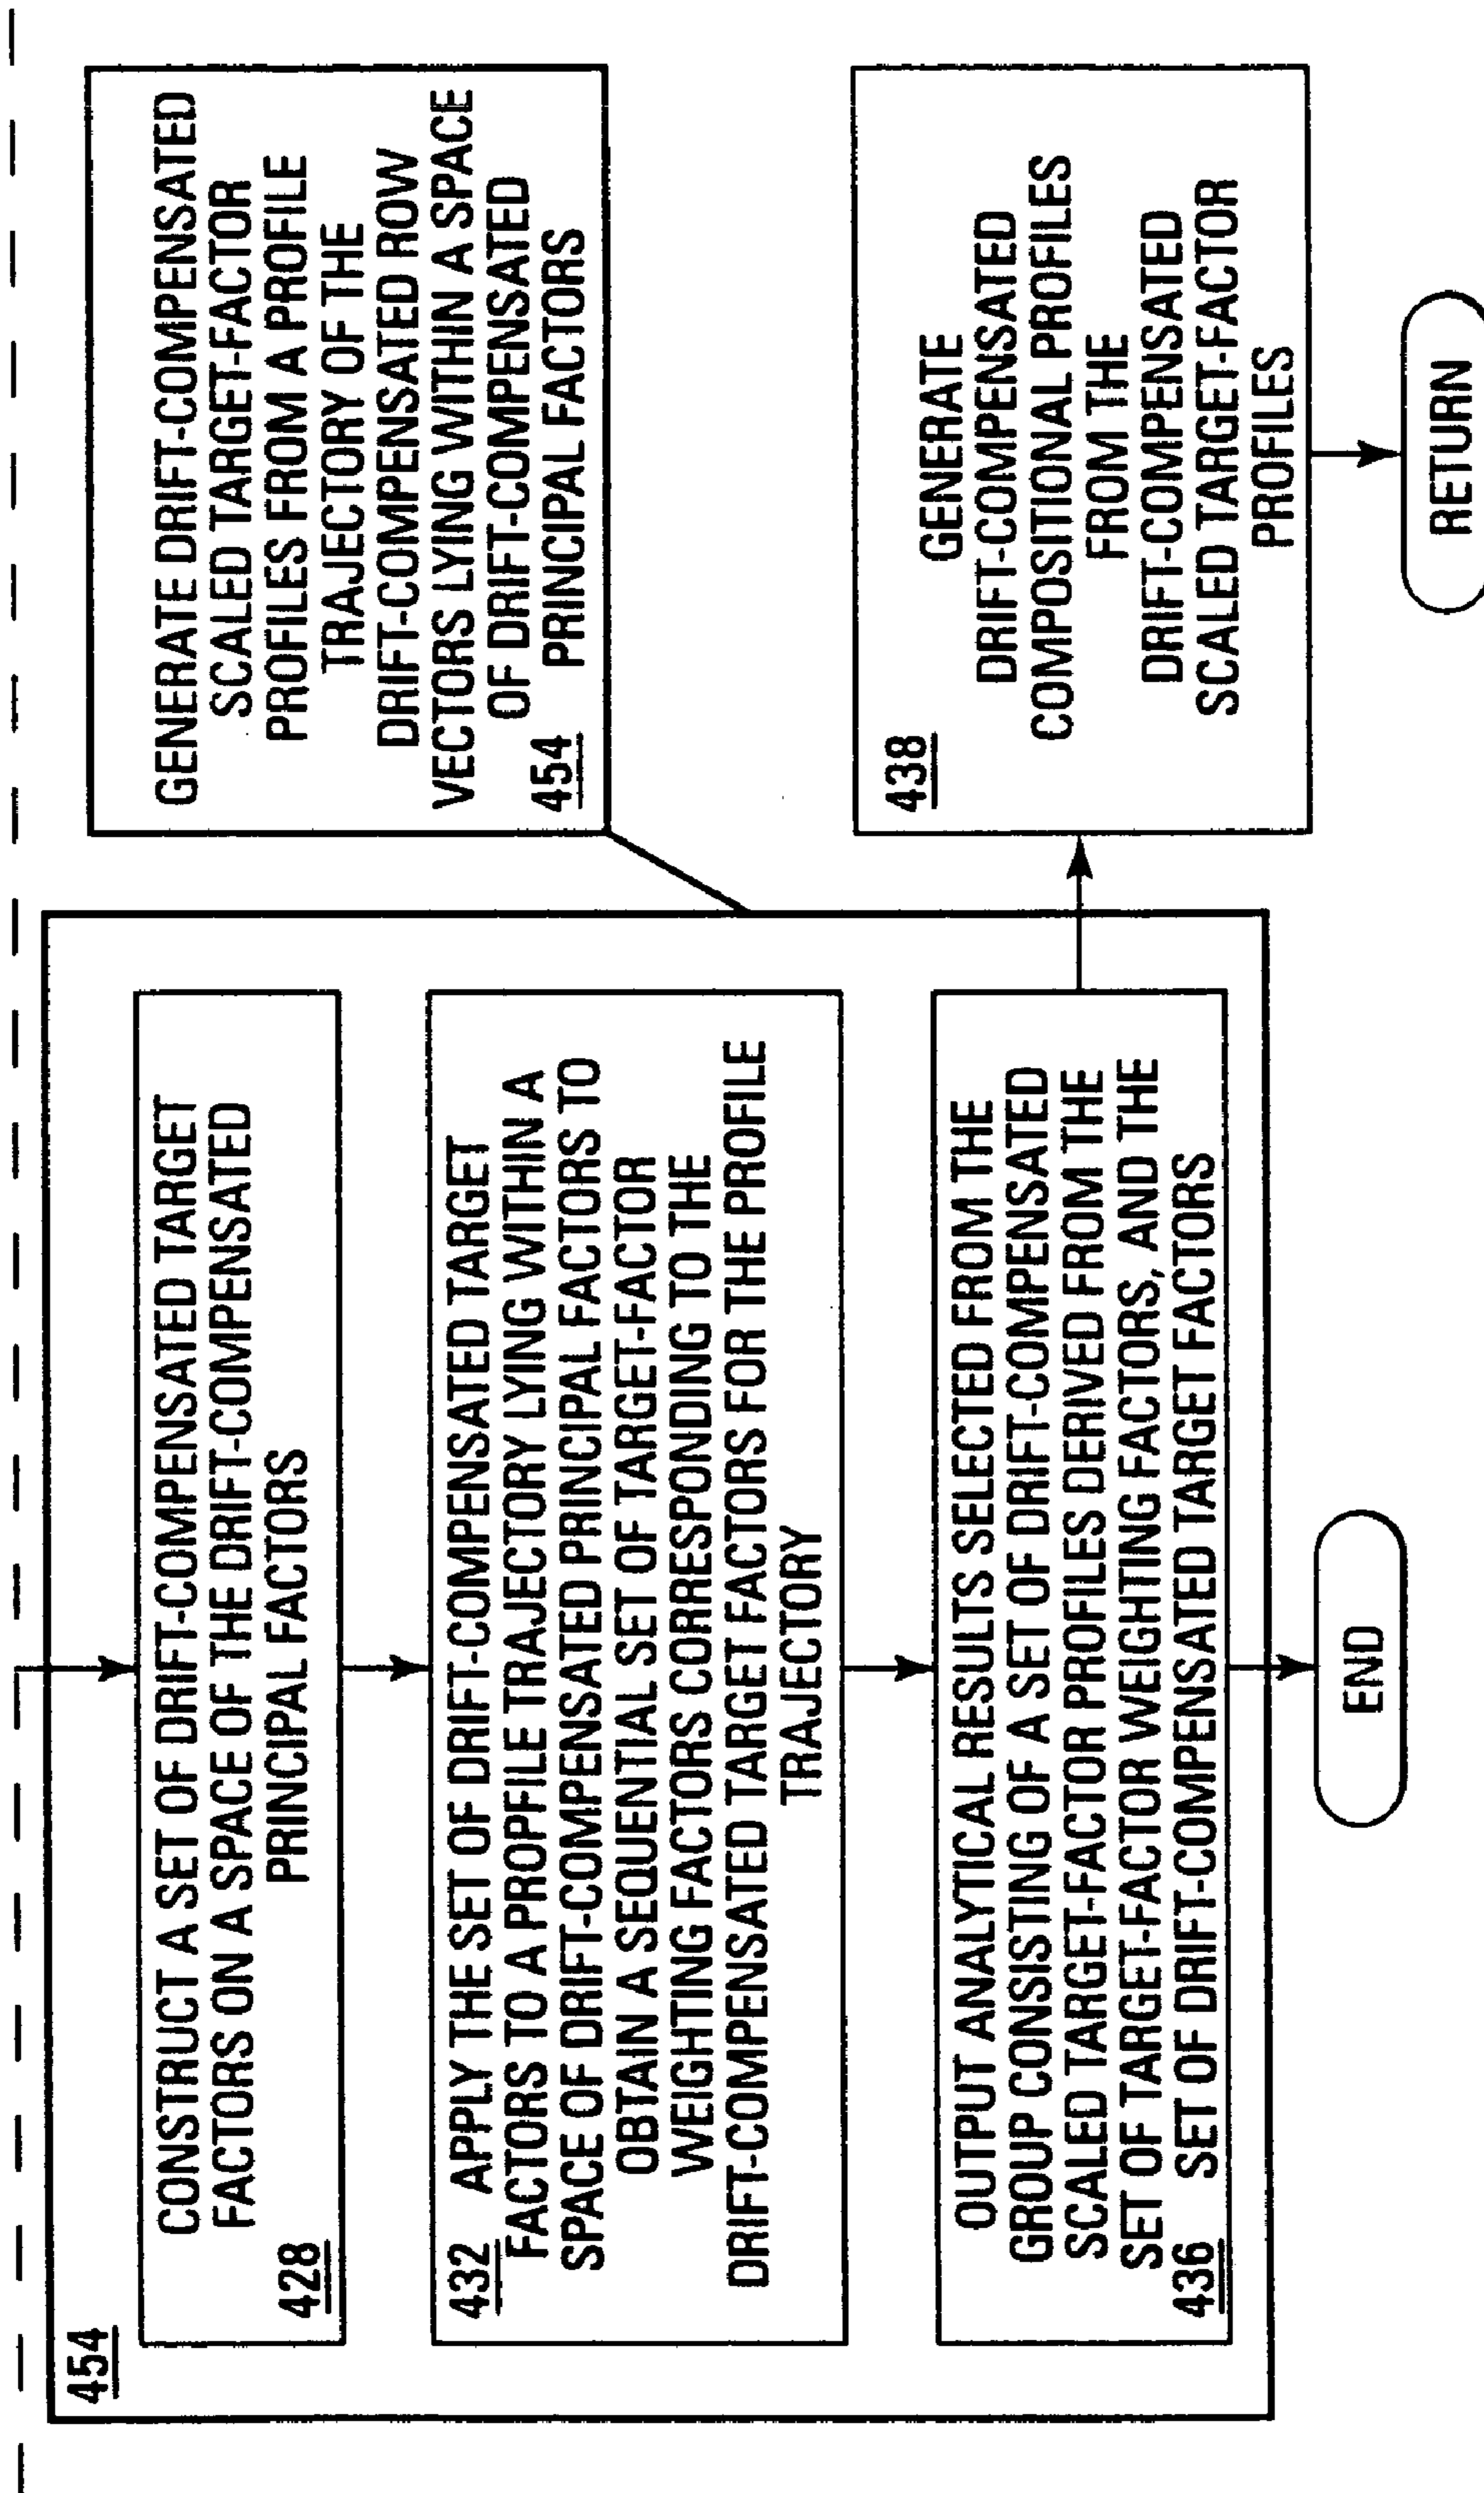 454
CONSTRUCT A SET OF DRIFT-COMPENSATED TARGET
FACTORS ON A SPACE OF THE DRIFT-COMPENSATED
PRINCIPAL FACTORS
428
432 APPLY THE SET OF DRIFT-COMPENSATED TARGET
FACTORS TO A PROPFILE TRAJECTORY LYING WITHIN A
SPACE OF DRIFT-COMPENSATED PRINCIPAL FACTORS TO
OBTAIN A SEQUENTIAL SET OF TARGET-FACTOR
WEIGHTING FACTORS CORRESPONDING TO THE
DRIFT-COMPENSATED TARGET FACTORS FOR THE PROFILE
TRAJECTORY
OUTPUT ANALYTICAL RESULTS SELECTED FROM THE
GROUP CONSISTING OF A SET OF DRIFT-COMPENSATED
SCALED TARGET-FACTOR PROFILES DERIVED FROM THE
SET OF TARGET-FACTOR WEIGHTING FACTORS, AND THE
436 SET OF DRIFT-COMPENSATED TARGET FACTORS
END
GENERATE DRIFT-COMPENSATED
SCALED TARGET-FACTOR
PROFILES FROM A PROFILE
TRAJECTORY OF THE
DRIFT-COMPENSATED ROW
VECTORS LYING WITHIN A SPACE
OF DRIFT-COMPENSATED
454 PRINCIPAL FACTORS
438 GENERATE
DRIFT-COMPENSATED
COMPOSITIONAL PROFILES
FROM THE
DRIFT-COMPENSATED
SCALED TARGET-FACTOR
PROFILES
RETURN